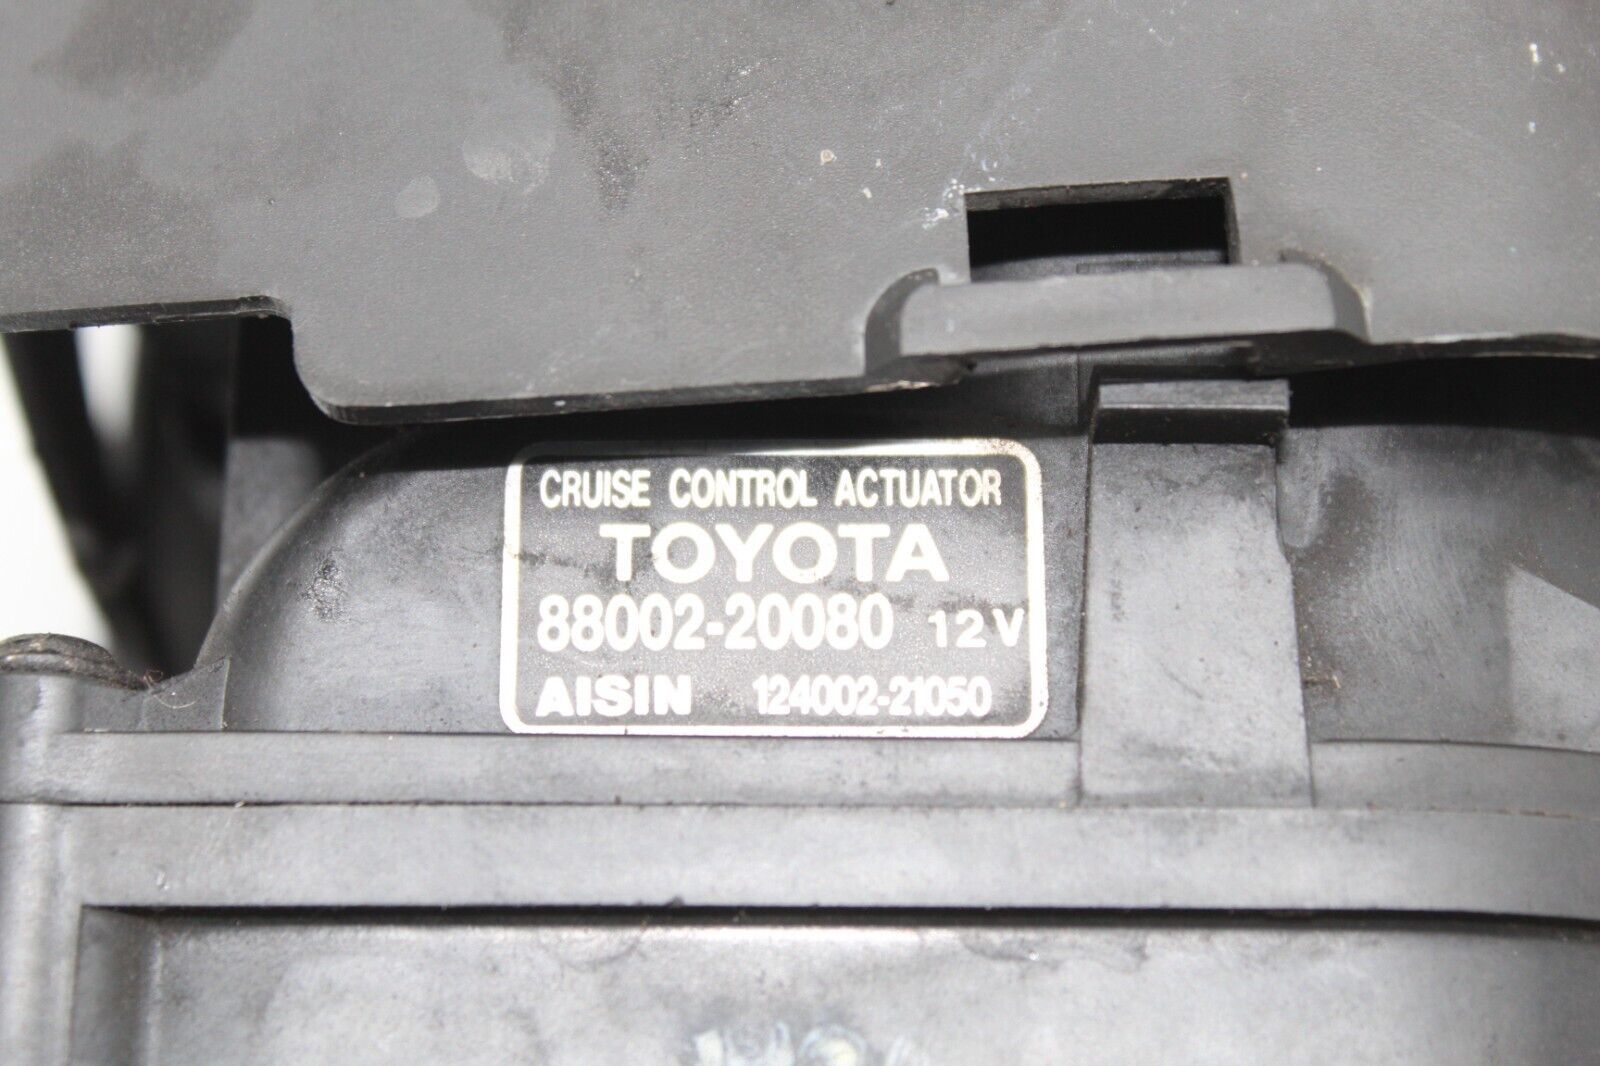 CRUISE CONTROL ACTUATOR
TOYOTA
88002-20080 12V
AISIN 124002-21050